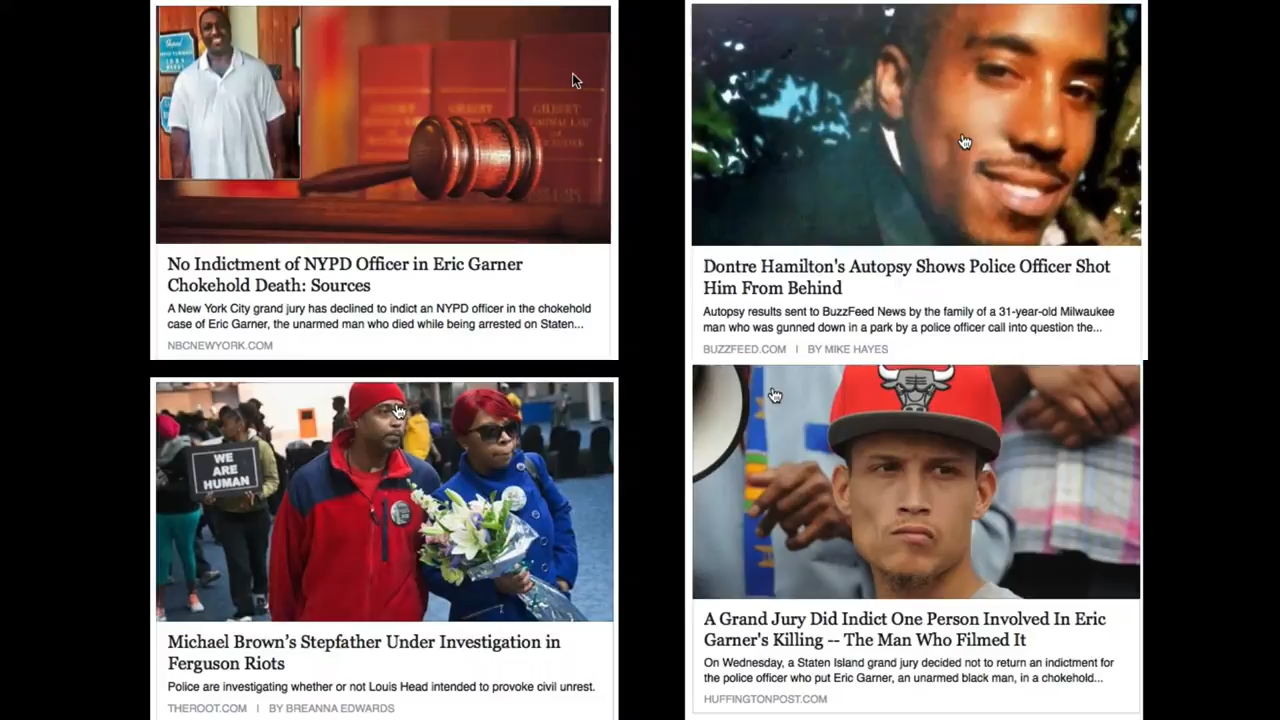 No Indictment of NYPD Officer in Eric Garner
Chokehold Death: Sources
A New York City grand jury has declined to indict an NYPD officer in the chokehold
case of Eric Garner, the unarmed man who died while being arrested on Staten...
NBCNEWYORK.COM
Dontre Hamilton's Autopsy Shows Police Officer Shot
Him From Behind
Autopsy results sent to BuzzFeed News by the family of a 31-year-old Milwaukee
man who was gunned down in a park by a police officer call into question the...
BUZZFEED.COM | BY MIKE HAYES
WE
ARE
HUMAN
Michael Brown’s Stepfather Under Investigation in
Ferguson Riots
Police are investigating whether or not Louis Head intended to provoke civil unrest.
THEROOT.COM | BY BREANNA EDWARDS
A Grand Jury Did Indict One Person Involved In Eric
Garner's Killing -- The Man Who Filmed It
On Wednesday, a Staten Island grand jury decided not to return an indictment for
the police officer who put Eric Garner, an unarmed black man, in a chokehold...
HUFFINGTONPOST.COM